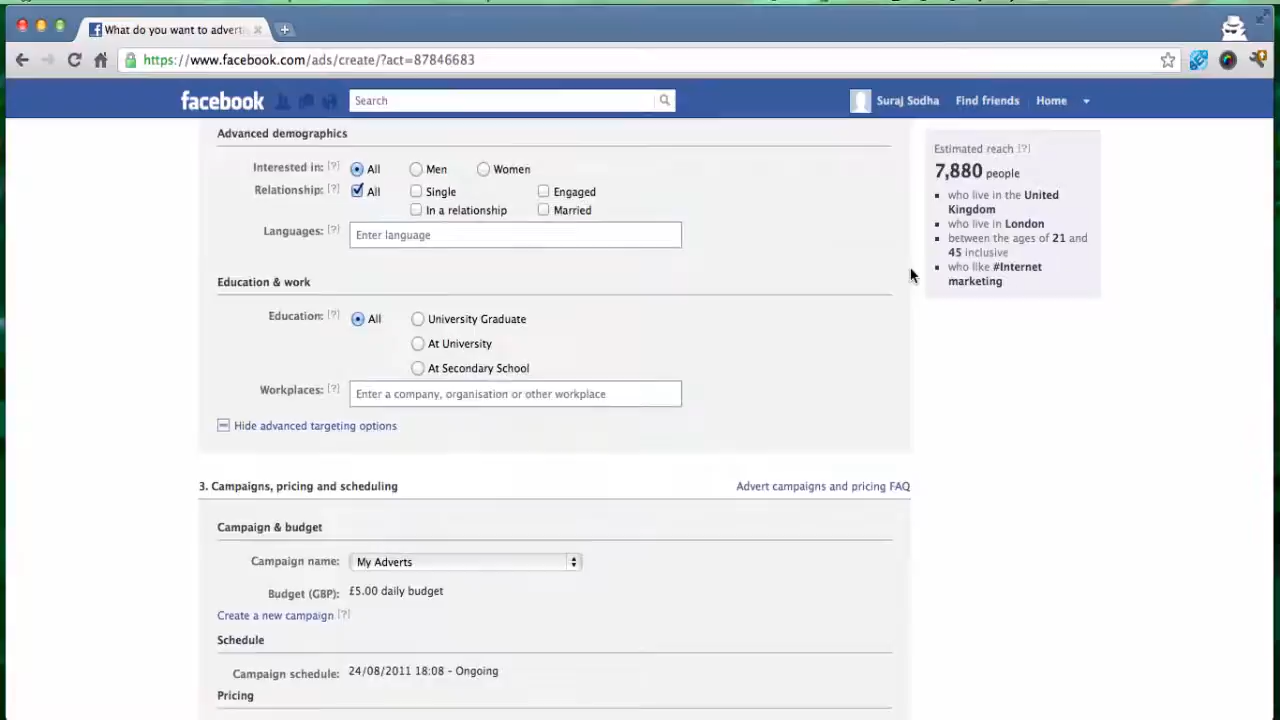 What do you want to adverti
https://www.facebook.com/ads/create/?act=87846683
facebook
Search
Suraj Sodha
Find friends
Home
Advanced demographics
Interested in: [?] All Men Women
Relationship: [?] All Single Engaged
In a relationship Married
Languages: [?] Enter language
Education & work
Education: [?] All University Graduate
At University
At Secondary School
Workplaces: [?] Enter a company, organisation or other workplace
Hide advanced targeting options
3. Campaigns, pricing and scheduling
Advert campaigns and pricing FAQ
Campaign & budget
Campaign name: My Adverts
Budget (GBP): £5.00 daily budget
Create a new campaign [?]
Schedule
Campaign schedule: 24/08/2011 18:08 - Ongoing
Pricing
Estimated reach [?]
7,880 people
who live in the United
Kingdom
who live in London
between the ages of 21 and
45 inclusive
who like #Internet
marketing